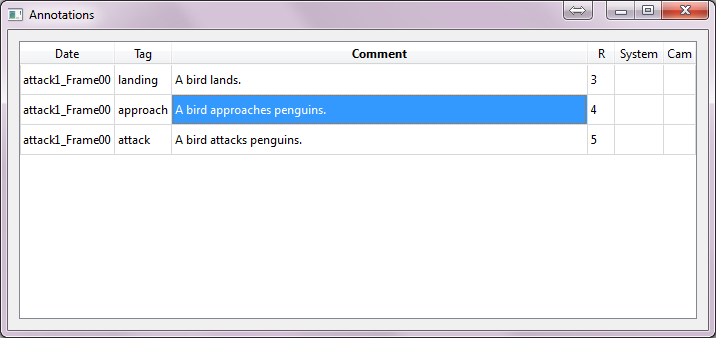 Annotations
Date Tag Comment R System Cam
attack1_Frame00 landing A bird lands. 3
attack1_Frame00 approach A bird approaches penguins. 4
attack1_Frame00 attack A bird attacks penguins. 5